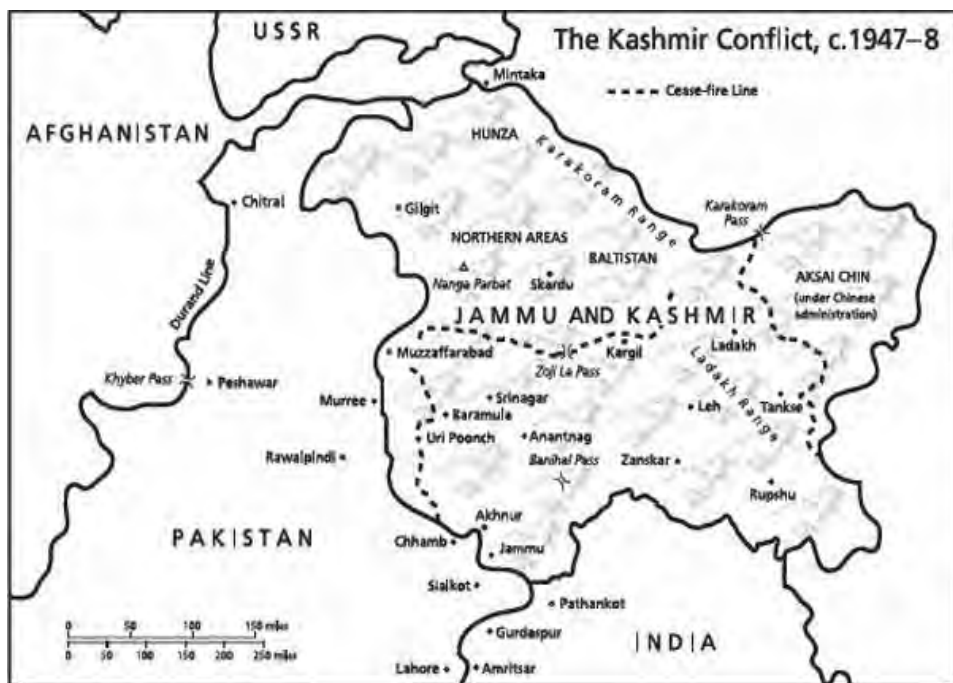 USSR
The Kashmir Conflict, c.1947–8
Mintaka
Cease-fire Line
AFGHANISTAN
HUNZA
Karakoram Range
Chitral
Gilgit
Karakoram
Pass
NORTHERN AREAS
BALTISTAN
AKSAI CHIN
(under Chinese
administration)
Nanga Parbat
Skardu
Durand Line
JAMMU AND KASHMIR
Muzzaffarabad
Zoji La Pass
Kargil
Ladakh
Ladakh Range
Khyber Pass
Peshawar
Murree
Srinagar
Leh
Tankse
Baramule
Uri Poonch
Anantnag
Rawalpindi
Banihal Pass
Zanskar
Rupshu
Akhnur
PAKISTAN
Chhamb
Jammu
Sialkot
Pathankot
0 50 100 150 miles
0 50 100 150 200 250 miles
Gurdaspur
INDIA
Lahore
Amritsar